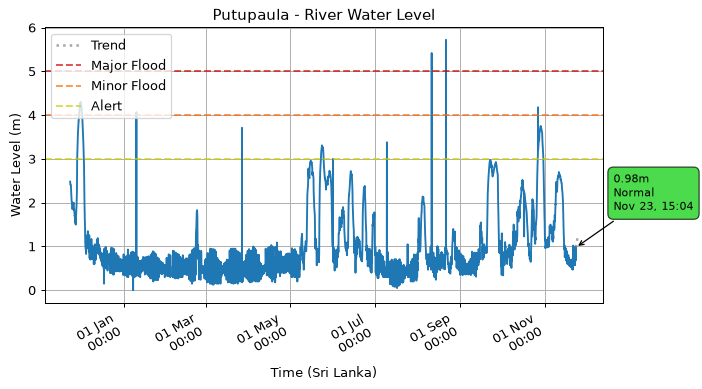 Putupaula - River Water Level
Trend
Major Flood
Minor Flood
Alert
Water Level (m)
6
5
4
3
2
1
0
0.98m
Normal
Nov 23, 15:04
01 Jan
00:00
01 Mar
00:00
01 May
00:00
01 Jul
00:00
01 Sep
00:00
01 Nov
00:00
Time (Sri Lanka)